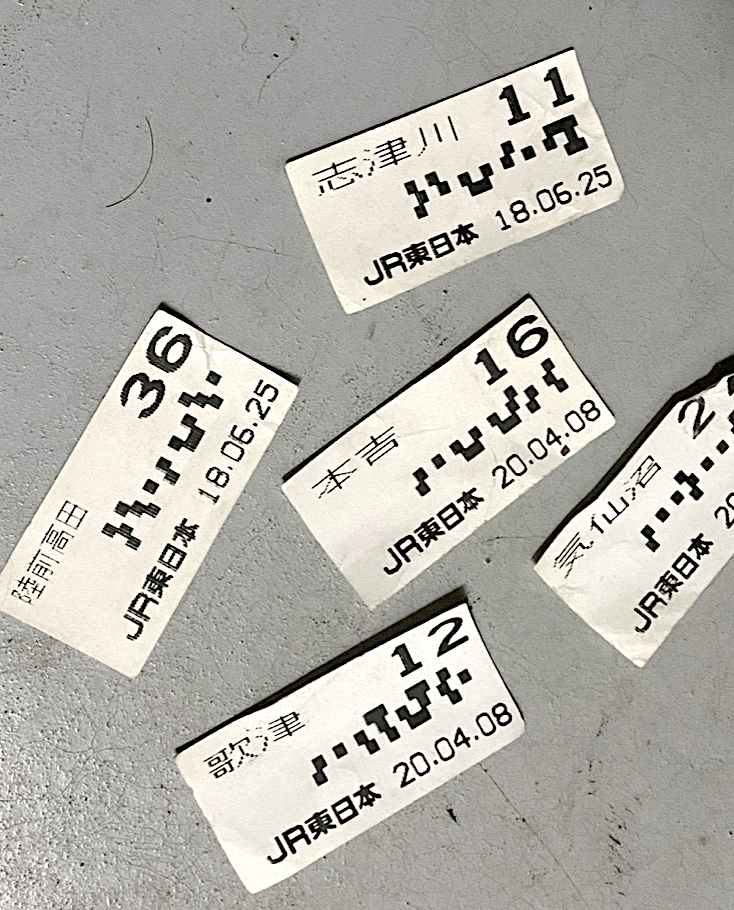 志津川 11
JR東日本 18.06.25
36
陸前高田
JR東日本 18.06.25
本吉 16
JR東日本 20.04.08
気仙沼
JR東日本
歌津 12
JR東日本 20.04.08